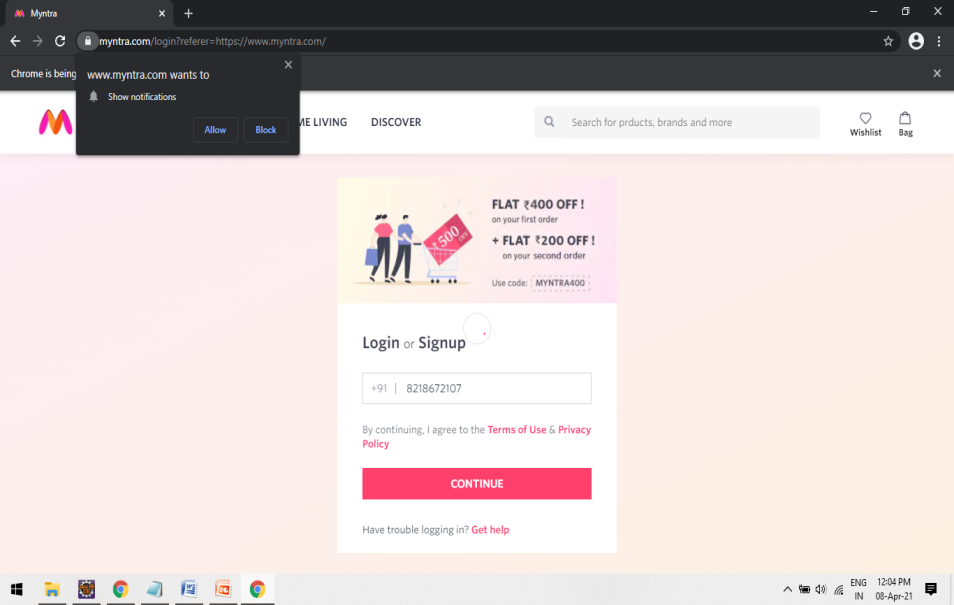 Myntra
myntra.com/login?referer=https://www.myntra.com/
Chrome is being
www.myntra.com wants to
Show notifications
Allow Block
ME LIVING DISCOVER
Search for prducts, brands and more
Wishlist Bag
FLAT ₹400 OFF !
on your first order
+ FLAT ₹200 OFF !
on your second order
Use code: MYNTRA400
₹500 OFF
Login or Signup
+91 | 8218672107
By continuing, I agree to the Terms of Use & Privacy
Policy
CONTINUE
Have trouble logging in? Get help
ENG 12:04 PM
IN 08-Apr-21